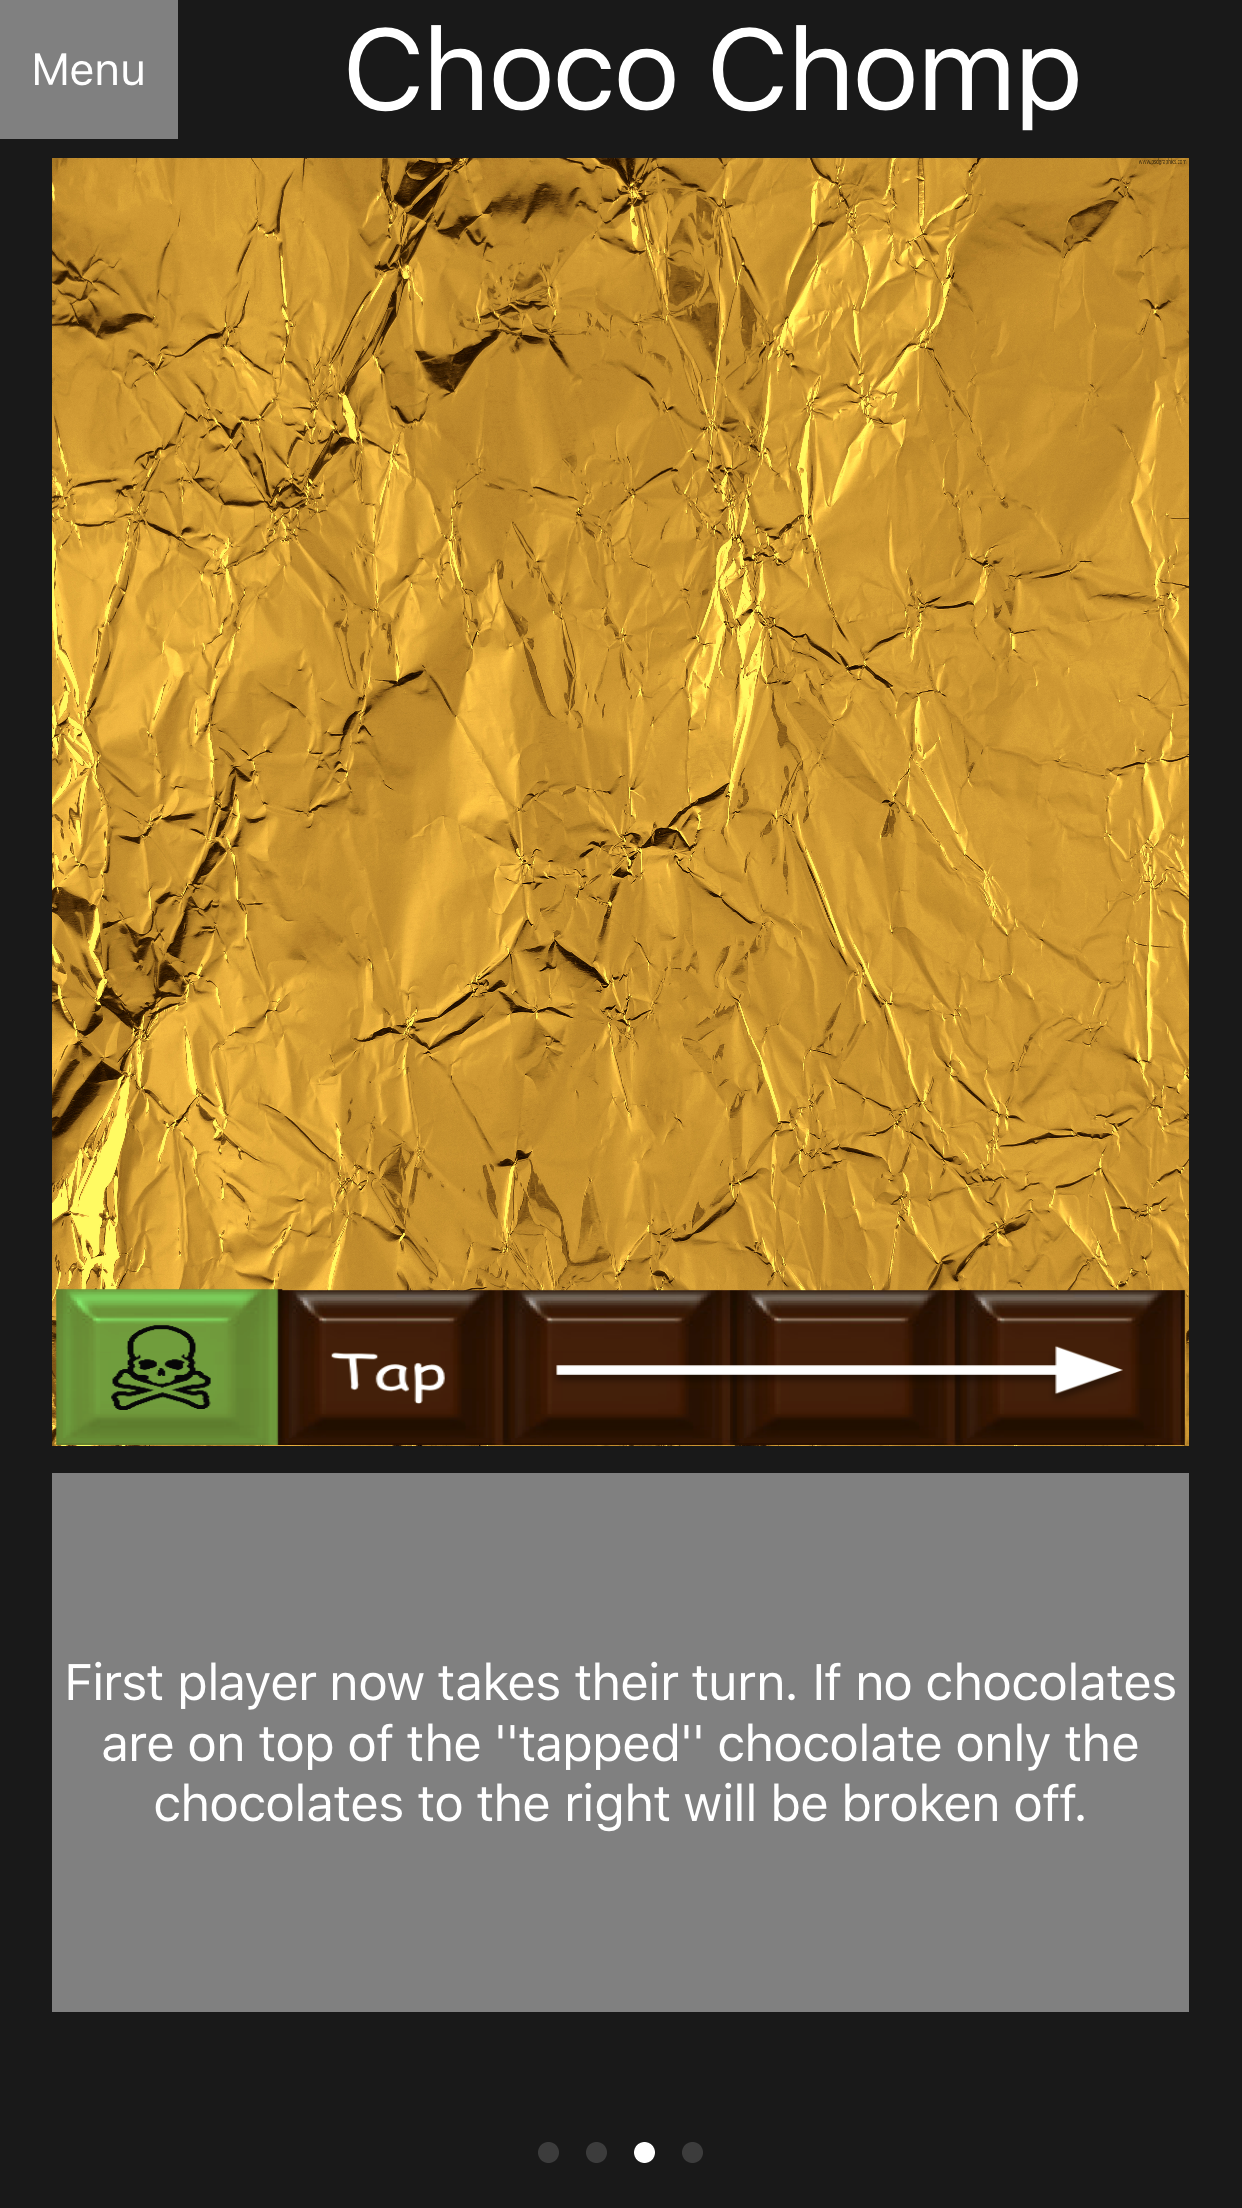 Menu
Choco Chomp
Tap
First player now takes their turn. If no chocolates
are on top of the ''tapped'' chocolate only the
chocolates to the right will be broken off.